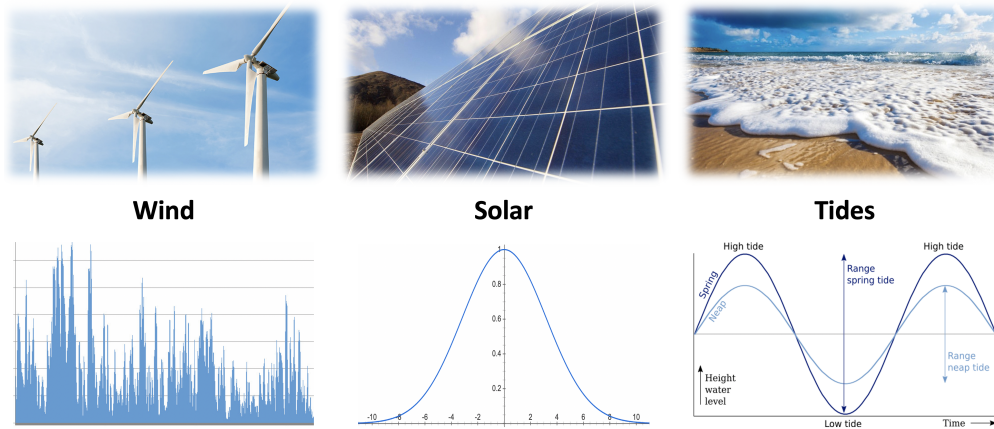 Wind
Solar
Tides
1
0.8
0.6
0.4
0.2
-10 -8 -6 -4 -2 2 4 6 8 10
High tide
High tide
Spring
Neap
Range
spring tide
Range
neap tide
Height
water
level
Low tide
Time